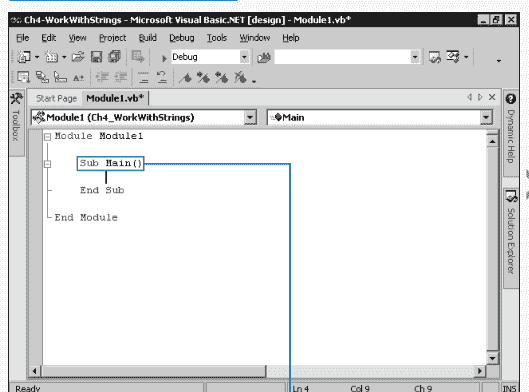 Ch4-WorkWithStrings - Microsoft Visual Basic.NET [design] - Module1.vb*
File Edit View Project Build Debug Tools Window Help
Debug
Start Page Module1.vb*
Module1 (Ch4_WorkWithStrings) Main
Toolbox
Module Module1
Sub Main()
End Sub
End Module
Dynamic Help
Solution Explorer
Ready Ln 4 Col 9 Ch 9 INS